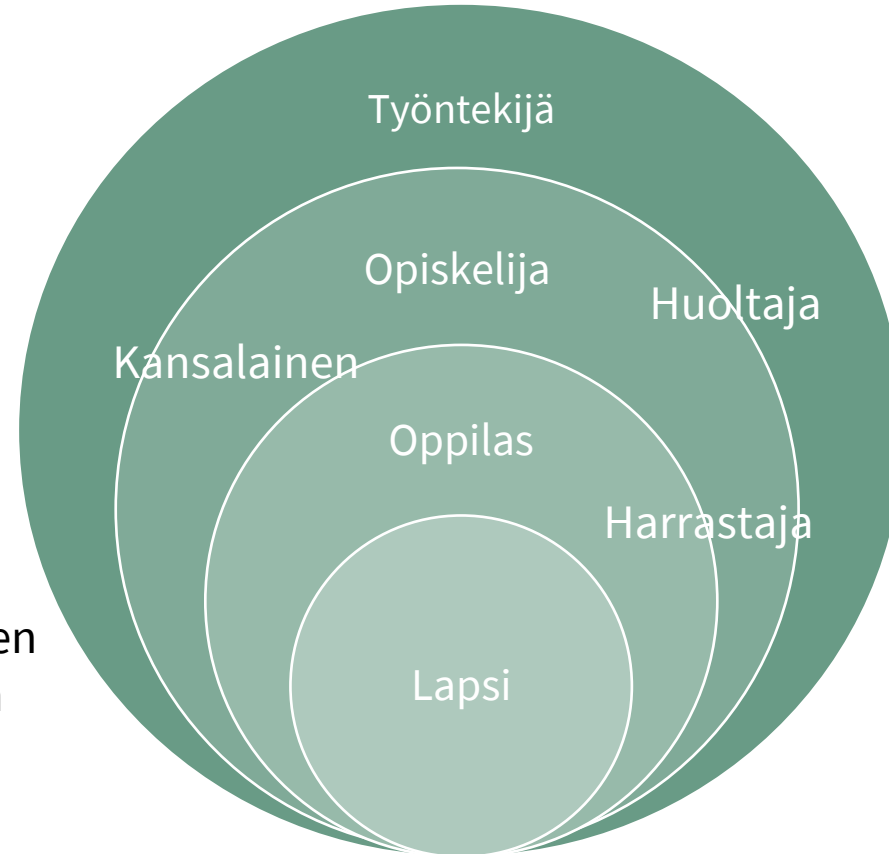 Työntekijä
Opiskelija
Huoltaja
Kansalainen
Oppilas
Harrastaja
Lapsi